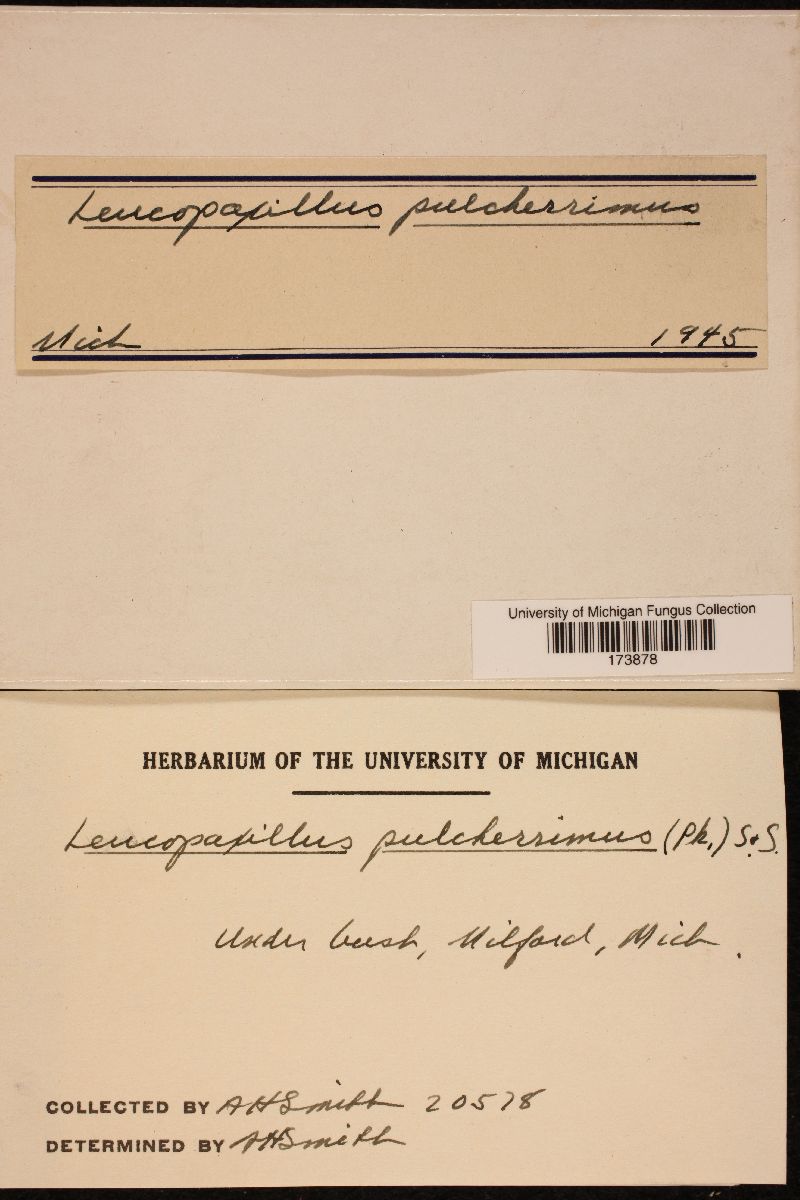 Leucopaxillus pulcherrimus
Mich 1945
University of Michigan Fungus Collection
173878
HERBARIUM OF THE UNIVERSITY OF MICHIGAN
Leucopaxillus pulcherrimus (Pk.) S.&S.
Under bush, Milford, Mich.
COLLECTED BY AHSmith 20578
DETERMINED BY AHSmith